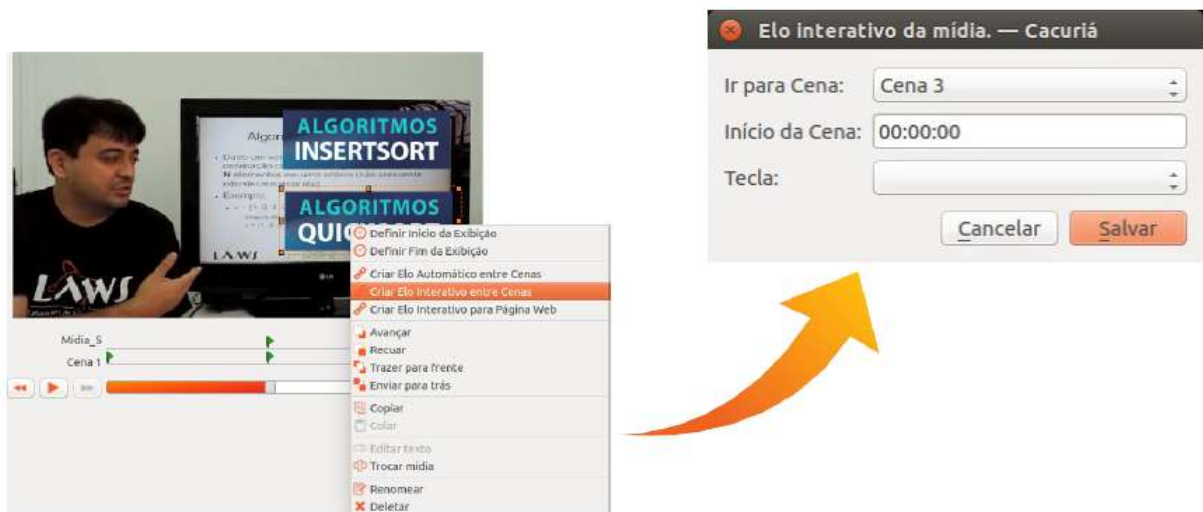 Elo interativo da mídia. — Cacuriá
Ir para Cena:
Cena 3
Início da Cena:
00:00:00
Tecla:
Cancelar
Salvar
ALGORITMOS
INSERTSORT
ALGORITMOS
LAWS
LAWS
Definir Início da Exibição
Definir Fim da Exibição
Criar Elo Automático entre Cenas
Criar Elo Interativo entre Cenas
Criar Elo Interativo para Página Web
Avançar
Recuar
Trazer para frente
Enviar para trás
Copiar
Colar
Editar texto
Trocar mídia
Renomear
Deletar
Mídia_5
Cena 1